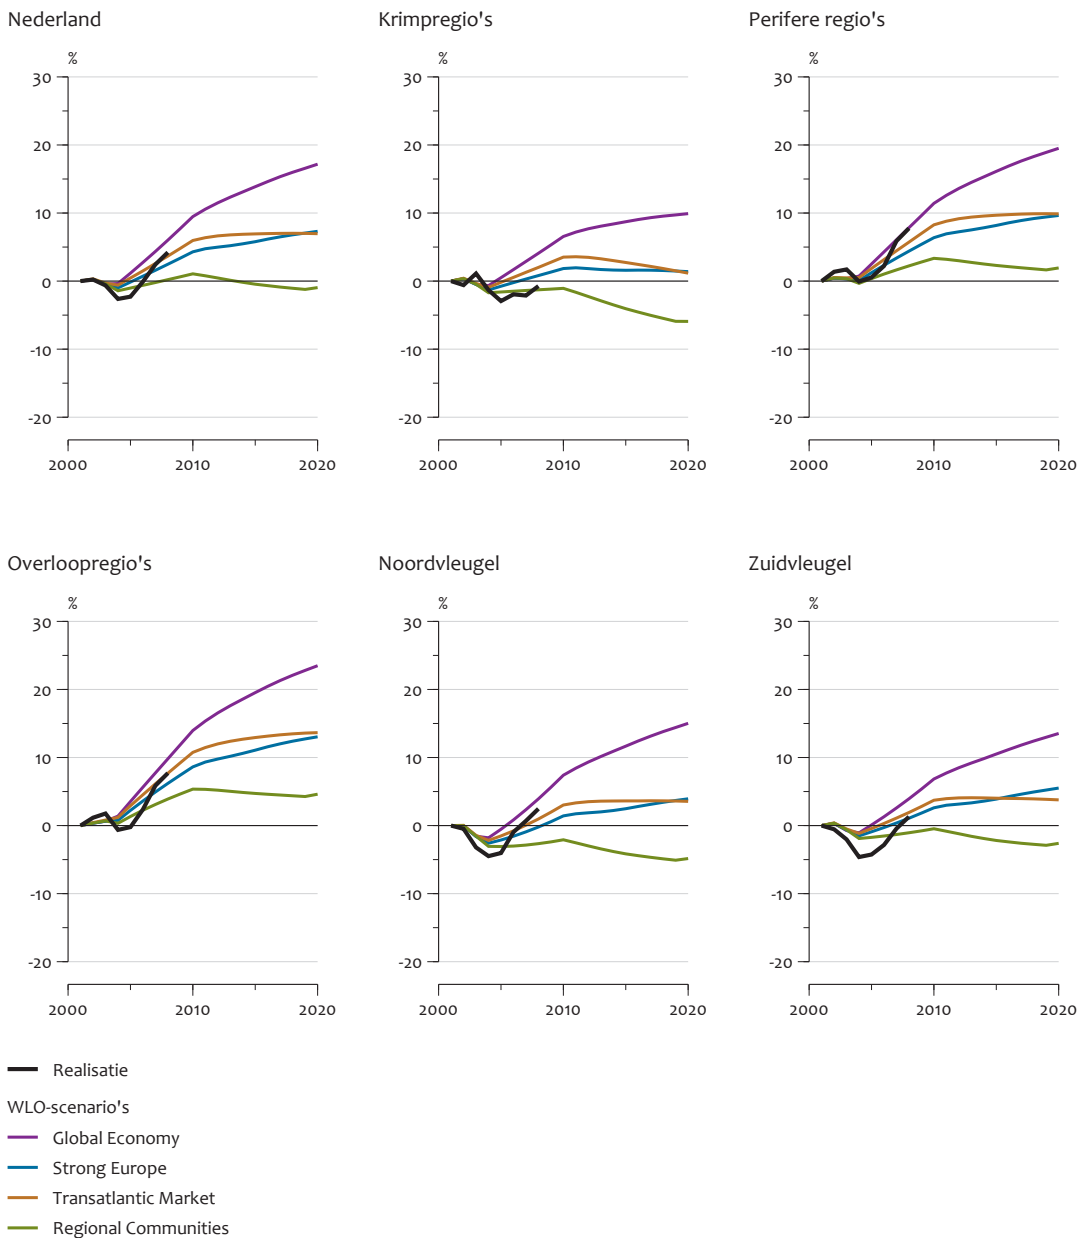 Nederland
Krimpregio's
Perifere regio's
%
%
%
30
30
30
20
20
20
10
10
10
0
0
0
-10
-10
-10
-20
-20
-20
2000 2010 2020
2000 2010 2020
2000 2010 2020
Overloopregio's
Noordvleugel
Zuidvleugel
%
%
%
30
30
30
20
20
20
10
10
10
0
0
0
-10
-10
-10
-20
-20
-20
2000 2010 2020
2000 2010 2020
2000 2010 2020
Realisatie
WLO-scenario's
Global Economy
Strong Europe
Transatlantic Market
Regional Communities